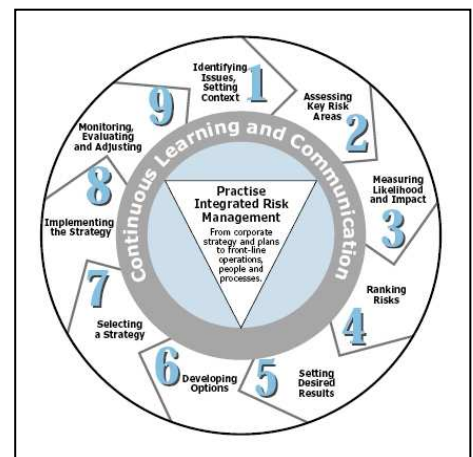 Identifying
Issues,
Setting
Context
1
Assessing
Key Risk
Areas
2
Measuring
Likelihood
and Impact
3
Ranking
Risks
4
Setting
Desired
Results
5
Developing
Options
6
Selecting
a Strategy
7
Implementing
the Strategy
8
Monitoring,
Evaluating
and Adjusting
9
Continuous Learning and Communication
Practise
Integrated Risk
Management
From corporate
strategy and plans
to front-line
operations,
people and
processes.